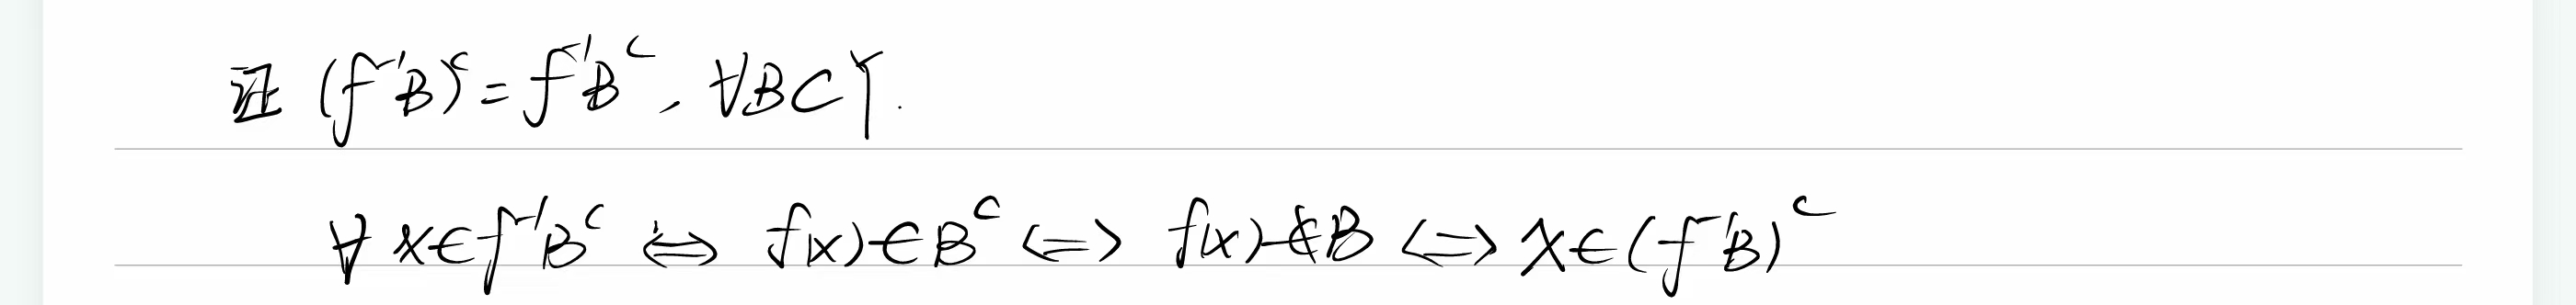 证 (f⁻¹B)ᶜ = f⁻¹Bᶜ, ∀B⊂Y.
∀ x∈f⁻¹Bᶜ ⇔ f(x)∈Bᶜ ⇔ f(x)∉B ⇔ x∈(f⁻¹B)ᶜ